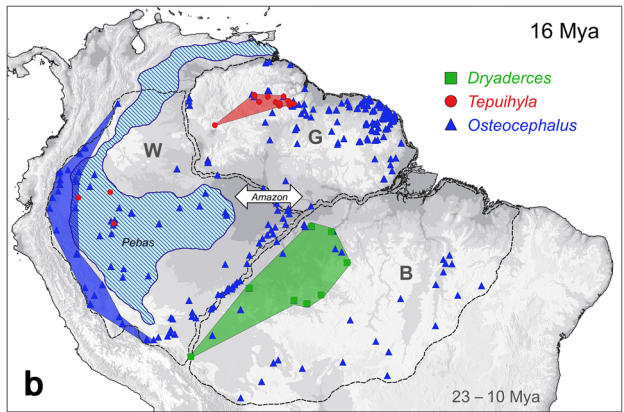 16 Mya
Dryaderces
Tepuihyla
Osteocephalus
W
G
Amazon
Pebas
B
b
23 – 10 Mya